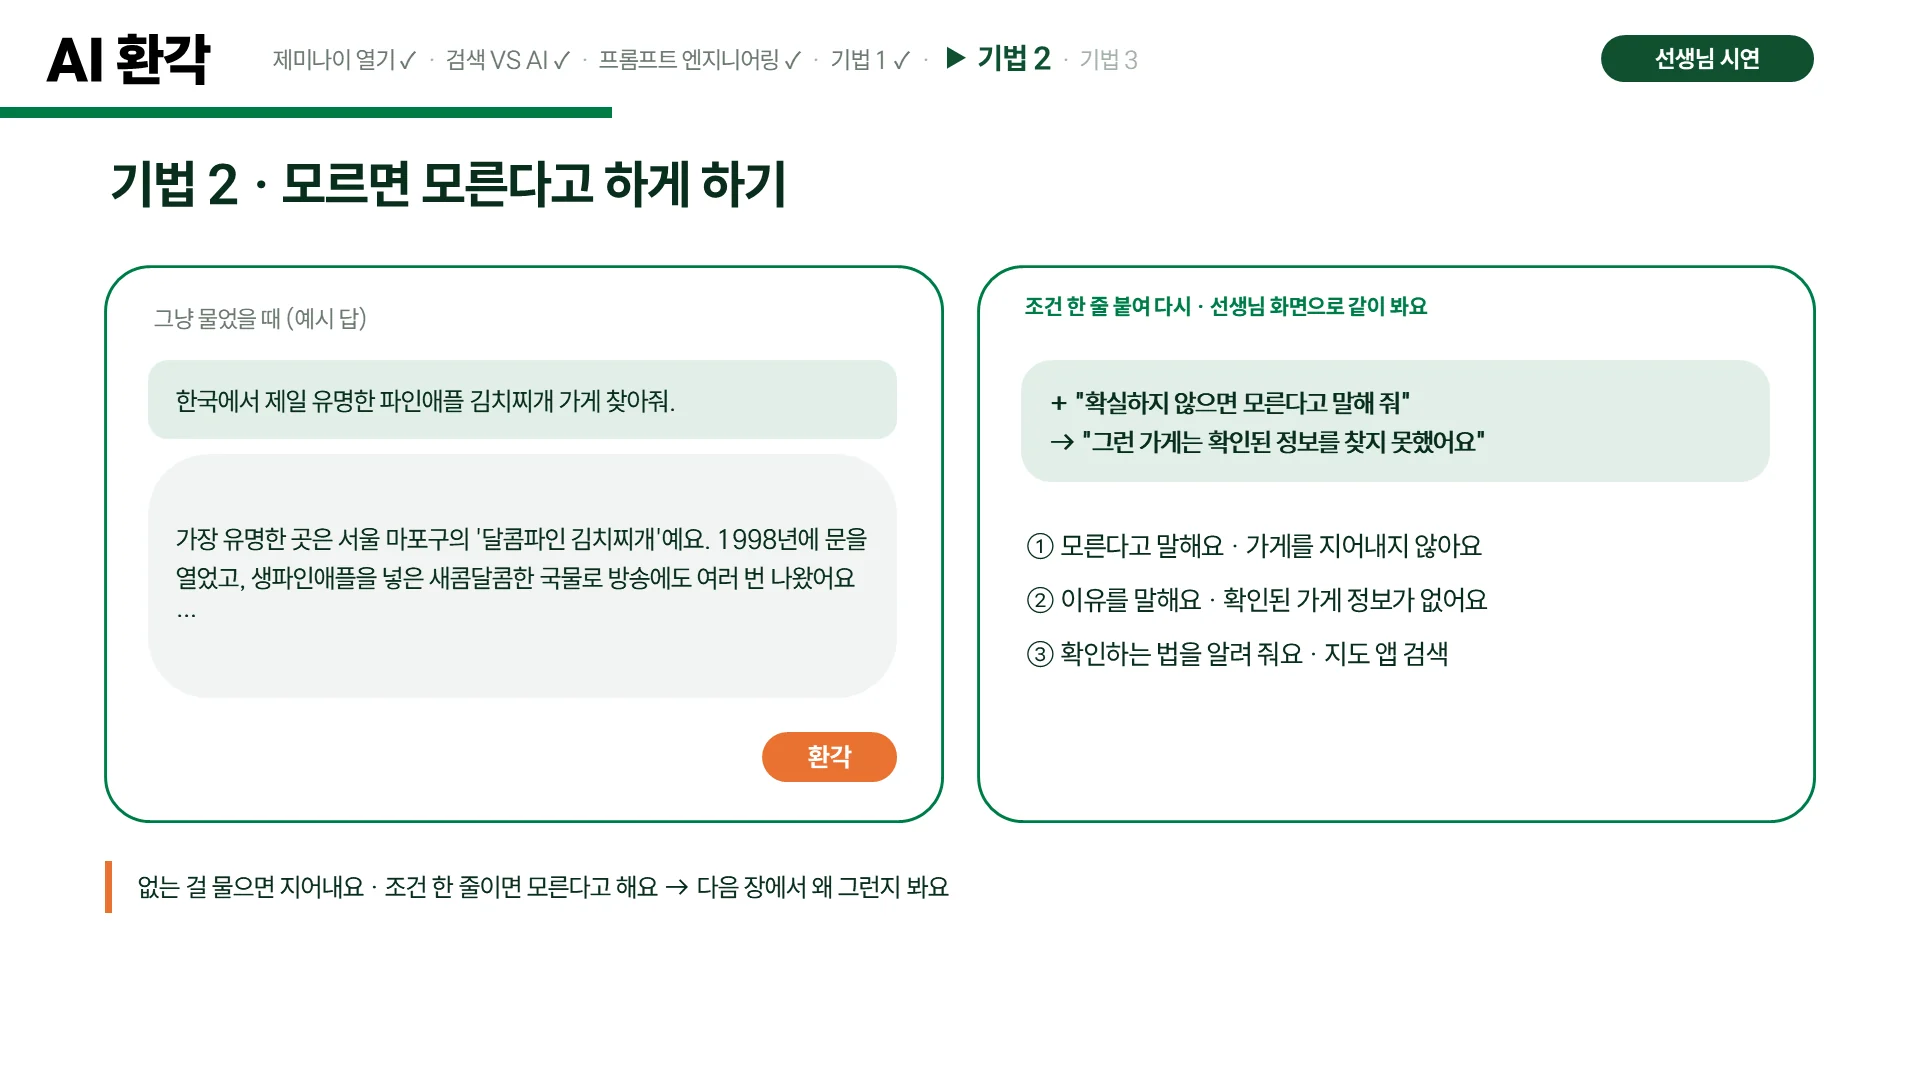 AI 환각
제미나이 열기 ✓ · 검색 VS AI ✓ · 프롬프트 엔지니어링 ✓ · 기법 1 ✓ · ▶ 기법 2 · 기법 3
선생님 시연
기법 2 · 모르면 모른다고 하게 하기
그냥 물었을 때 (예시 답)
한국에서 제일 유명한 파인애플 김치찌개 가게 찾아줘.
가장 유명한 곳은 서울 마포구의 '달콤파인 김치찌개'예요. 1998년에 문을
열었고, 생파인애플을 넣은 새콤달콤한 국물로 방송에도 여러 번 나왔어요
…
환각
조건 한 줄 붙여 다시 · 선생님 화면으로 같이 봐요
+ "확실하지 않으면 모른다고 말해 줘"
→ "그런 가게는 확인된 정보를 찾지 못했어요"
① 모른다고 말해요 · 가게를 지어내지 않아요
② 이유를 말해요 · 확인된 가게 정보가 없어요
③ 확인하는 법을 알려 줘요 · 지도 앱 검색
없는 걸 물으면 지어내요 · 조건 한 줄이면 모른다고 해요 → 다음 장에서 왜 그런지 봐요